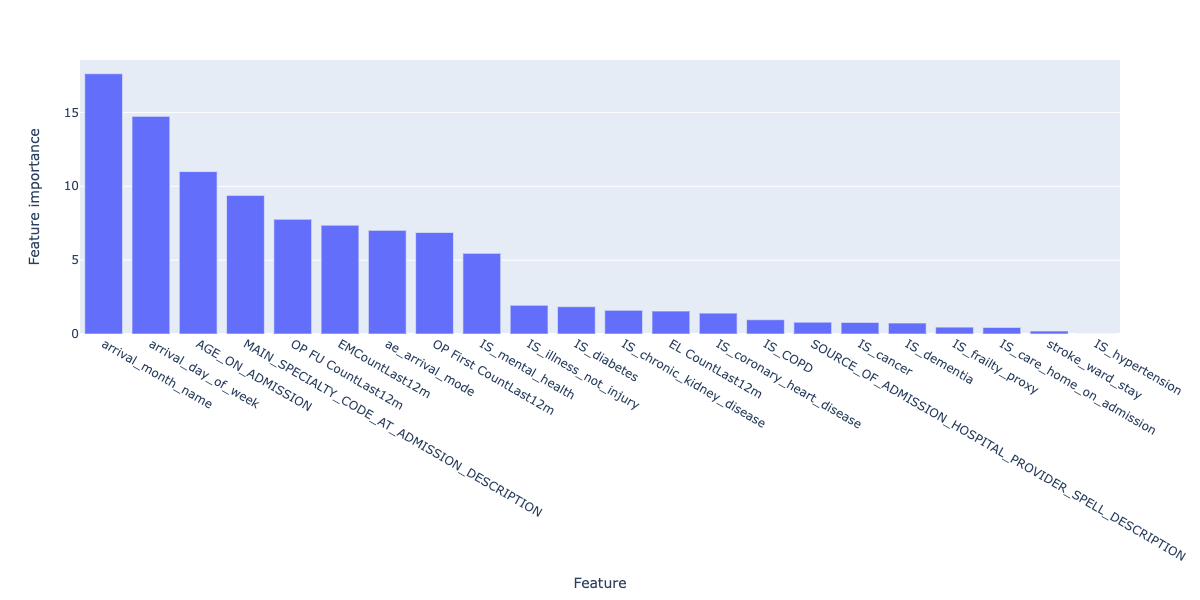 Feature importance
15
10
5
0
arrival_month_name
arrival_day_of_week
AGE_ON_ADMISSION
MAIN_SPECIALTY_CODE_AT_ADMISSION_DESCRIPTION
OP FU CountLast12m
EMCountLast12m
ae_arrival_mode
OP First CountLast12m
IS_mental_health
IS_illness_not_injury
IS_diabetes
IS_chronic_kidney_disease
EL CountLast12m
IS_coronary_heart_disease
IS_COPD
SOURCE_OF_ADMISSION_HOSPITAL_PROVIDER_SPELL_DESCRIPTION
IS_cancer
IS_dementia
IS_frailty_proxy
IS_care_home_on_admission
stroke_ward_stay
IS_hypertension
Feature